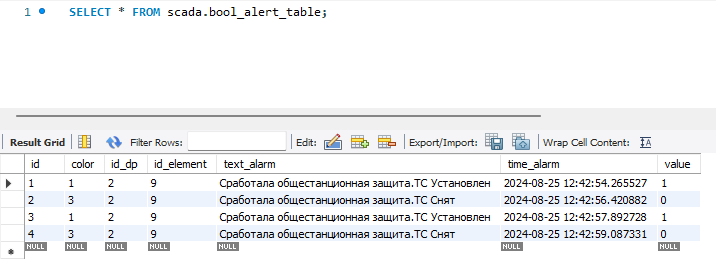 1 SELECT * FROM scada.bool_alert_table;
Result Grid Filter Rows: Edit: Export/Import: Wrap Cell Content: IA
id color id_dp id_element text_alarm time_alarm value
1 1 2 9 Сработала общестанционная защита.ТС Установлен 2024-08-25 12:42:54.265527 1
2 3 2 9 Сработала общестанционная защита.ТС Снят 2024-08-25 12:42:56.420882 0
3 1 2 9 Сработала общестанционная защита.ТС Установлен 2024-08-25 12:42:57.892728 1
4 3 2 9 Сработала общестанционная защита.ТС Снят 2024-08-25 12:42:59.087331 0
NULL NULL NULL NULL NULL NULL NULL